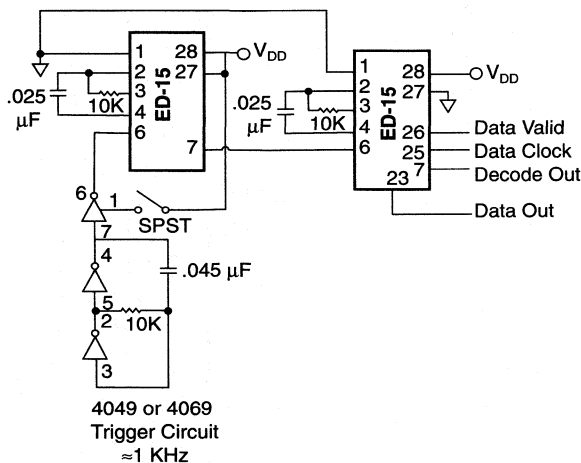 1 28 V_DD
2 27
3
10K
4
.025
μF
6
ED-15
7
1 28 V_DD
2 27
3
10K
4
.025
μF
6
ED-15
26 Data Valid
25 Data Clock
7 Decode Out
23 Data Out
6
1
SPST
7
4
.045 μF
5
10K
2
3
4049 or 4069
Trigger Circuit
≈1 KHz